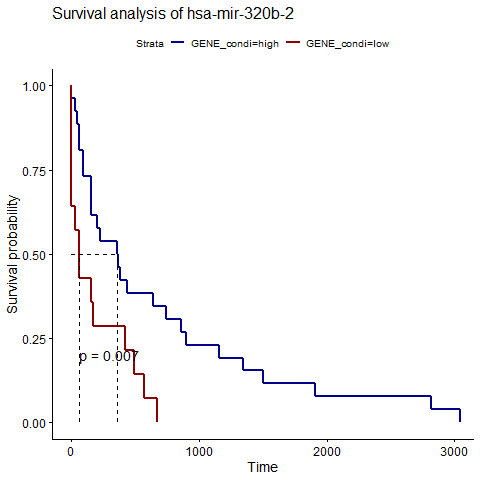 Survival analysis of hsa-mir-320b-2
Strata GENE_condi=high GENE_condi=low
1.00
0.75
0.50
0.25
0.00
Survival probability
p = 0.007
0 1000 2000 3000
Time